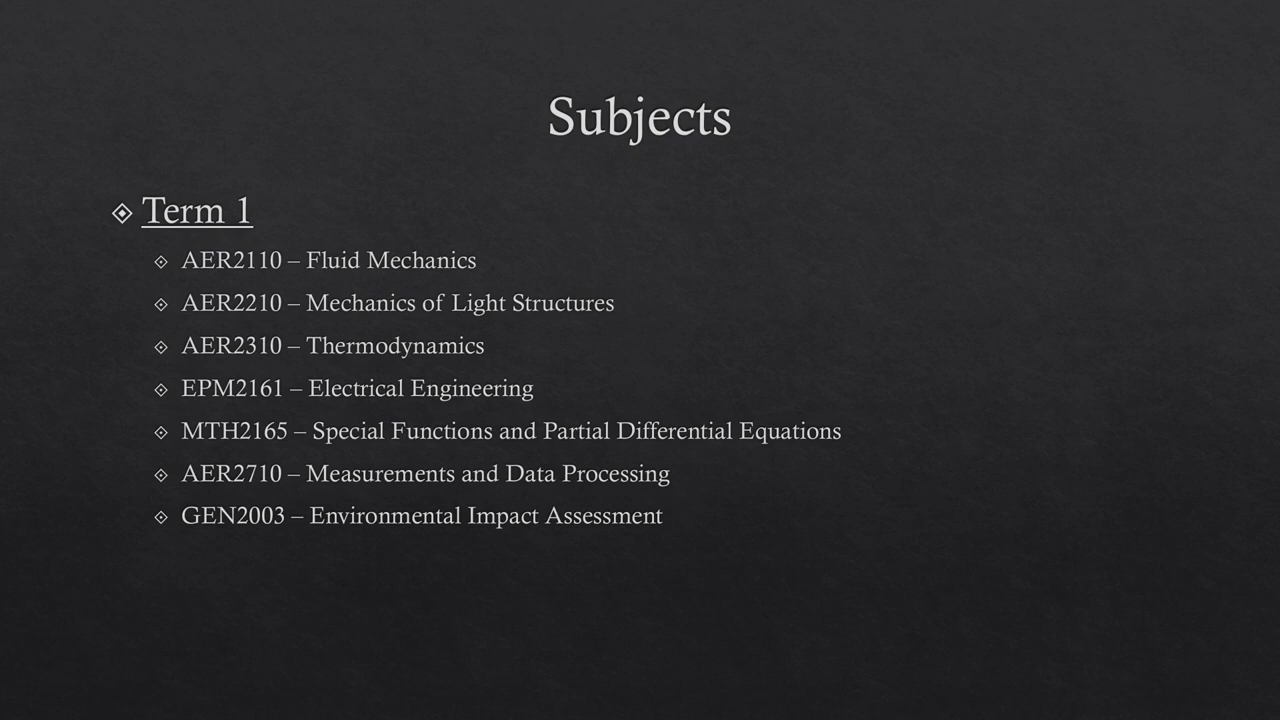 Subjects
Term 1
AER2110 – Fluid Mechanics
AER2210 – Mechanics of Light Structures
AER2310 – Thermodynamics
EPM2161 – Electrical Engineering
MTH2165 – Special Functions and Partial Differential Equations
AER2710 – Measurements and Data Processing
GEN2003 – Environmental Impact Assessment